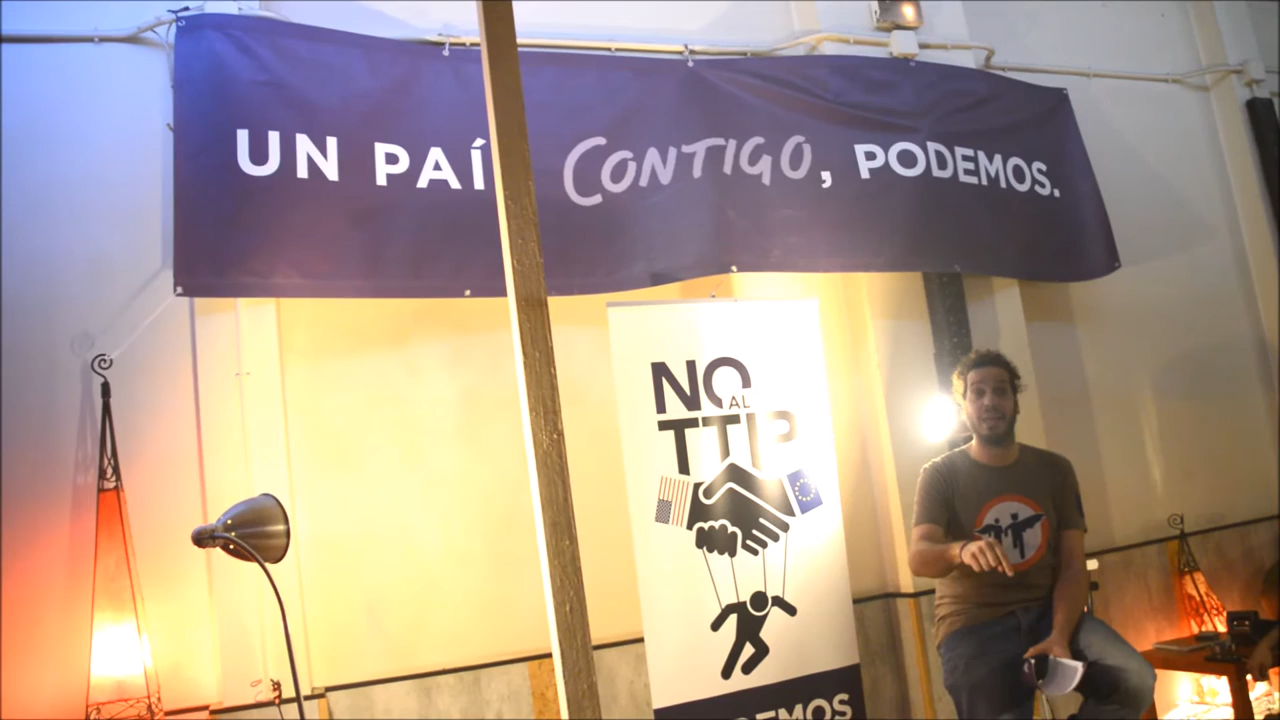 UN PAÍ CONTIGO, PODEMOS.
NO
AL
TTIP
DEMOS